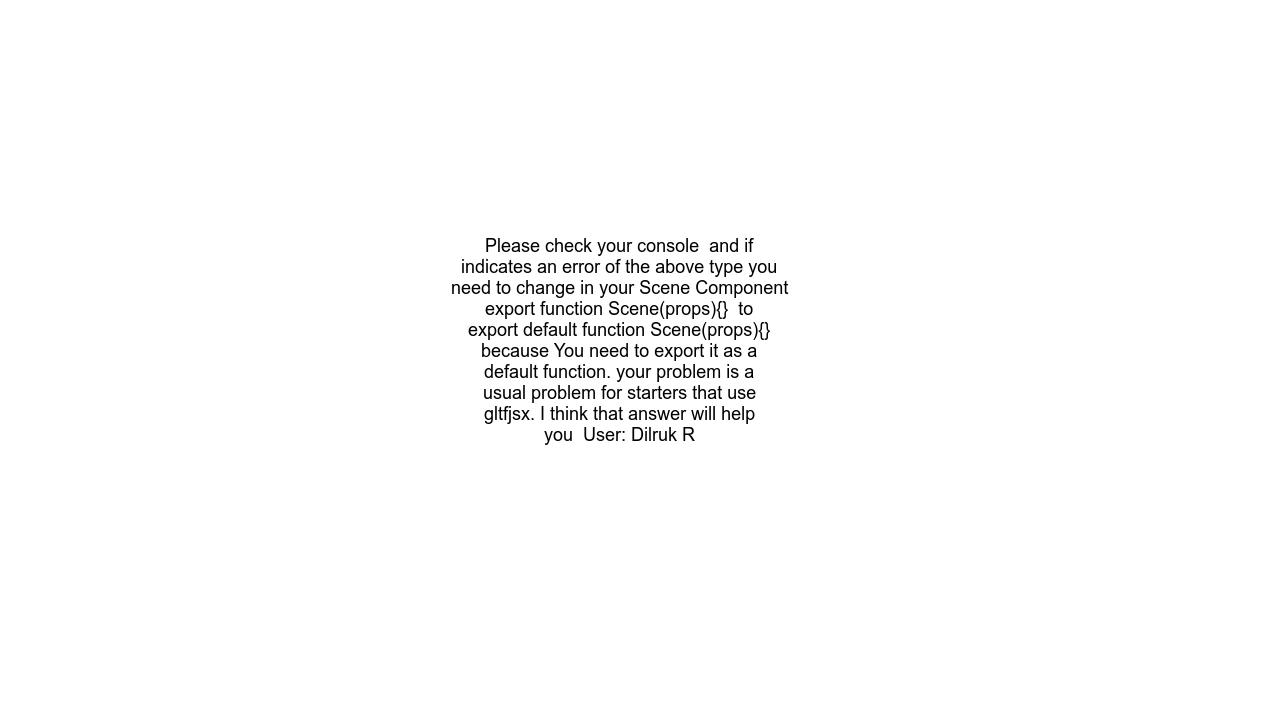 Please check your console  and if
indicates an error of the above type you
need to change in your Scene Component
export function Scene(props){}  to
export default function Scene(props){}
because You need to export it as a
default function. your problem is a
usual problem for starters that use
gltfjsx. I think that answer will help
you  User: Dilruk R